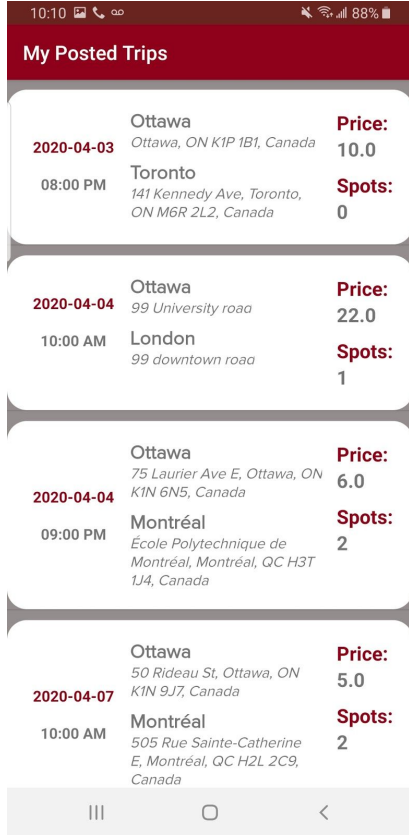 10:10 88%
My Posted Trips
2020-04-03
08:00 PM
Ottawa
Ottawa, ON K1P 1B1, Canada
Toronto
141 Kennedy Ave, Toronto,
ON M6R 2L2, Canada
Price:
10.0
Spots:
0
2020-04-04
10:00 AM
Ottawa
99 University road
London
99 downtown road
Price:
22.0
Spots:
1
2020-04-04
09:00 PM
Ottawa
75 Laurier Ave E, Ottawa, ON
K1N 6N5, Canada
Montréal
École Polytechnique de
Montréal, Montréal, QC H3T
1J4, Canada
Price:
6.0
Spots:
2
2020-04-07
10:00 AM
Ottawa
50 Rideau St, Ottawa, ON
K1N 9J7, Canada
Montréal
505 Rue Sainte-Catherine
E, Montréal, QC H2L 2C9,
Canada
Price:
5.0
Spots:
2